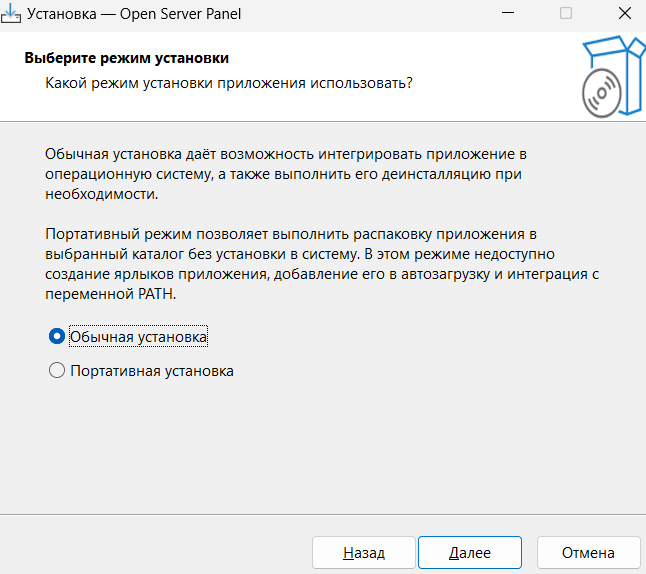 Установка — Open Server Panel
Выберите режим установки
Какой режим установки приложения использовать?
Обычная установка даёт возможность интегрировать приложение в
операционную систему, а также выполнить его деинсталляцию при
необходимости.
Портативный режим позволяет выполнить распаковку приложения в
выбранный каталог без установки в систему. В этом режиме недоступно
создание ярлыков приложения, добавление его в автозагрузку и интеграция с
переменной PATH.
Обычная установка
Портативная установка
Назад
Далее
Отмена